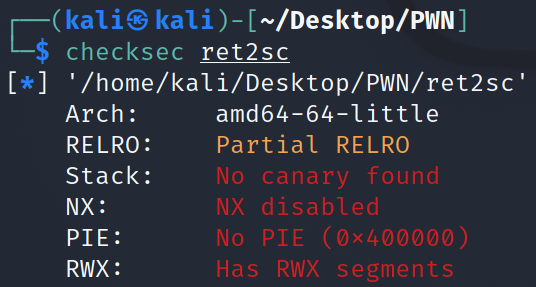 ┌──(kali㉿kali)-[~/Desktop/PWN]
└─$ checksec ret2sc
[*] '/home/kali/Desktop/PWN/ret2sc'
Arch: amd64-64-little
RELRO: Partial RELRO
Stack: No canary found
NX: NX disabled
PIE: No PIE (0x400000)
RWX: Has RWX segments